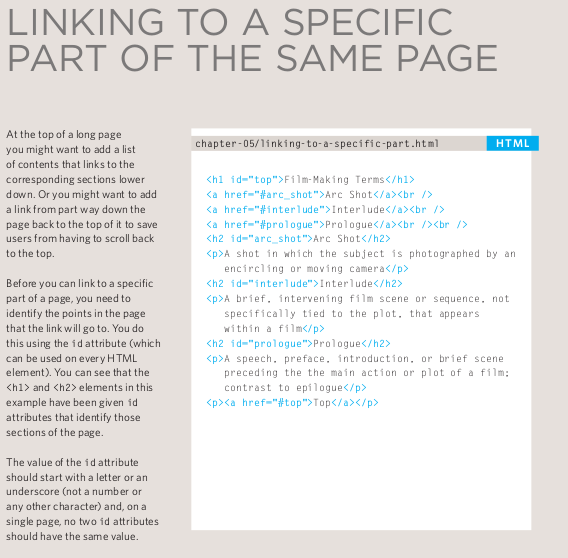 LINKING TO A SPECIFIC
PART OF THE SAME PAGE
At the top of a long page
you might want to add a list
of contents that links to the
corresponding sections lower
down. Or you might want to add
a link from part way down the
page back to the top of it to save
users from having to scroll back
to the top.
Before you can link to a specific
part of a page, you need to
identify the points in the page
that the link will go to. You do
this using the id attribute (which
can be used on every HTML
element). You can see that the
<h1> and <h2> elements in this
example have been given id
attributes that identify those
sections of the page.
The value of the id attribute
should start with a letter or an
underscore (not a number or
any other character) and, on a
single page, no two id attributes
should have the same value.
chapter-05/linking-to-a-specific-part.html HTML
<h1 id="top">Film-Making Terms</h1>
<a href="#arc_shot">Arc Shot</a><br />
<a href="#interlude">Interlude</a><br />
<a href="#prologue">Prologue</a><br /><br />
<h2 id="arc_shot">Arc Shot</h2>
<p>A shot in which the subject is photographed by an
encircling or moving camera</p>
<h2 id="interlude">Interlude</h2>
<p>A brief, intervening film scene or sequence, not
specifically tied to the plot, that appears
within a film</p>
<h2 id="prologue">Prologue</h2>
<p>A speech, preface, introduction, or brief scene
preceding the the main action or plot of a film;
contrast to epilogue</p>
<p><a href="#top">Top</a></p>